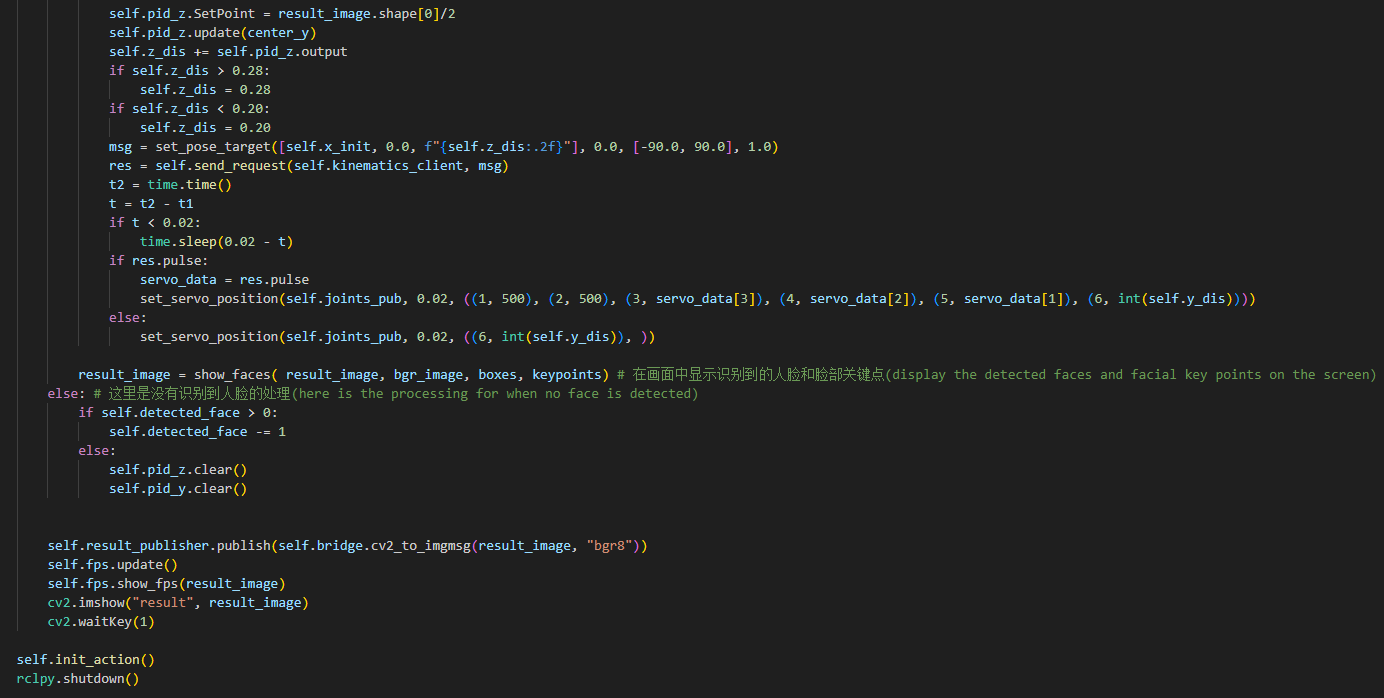 self.pid_z.SetPoint = result_image.shape[0]/2
self.pid_z.update(center_y)
self.z_dis += self.pid_z.output
if self.z_dis > 0.28:
self.z_dis = 0.28
if self.z_dis < 0.20:
self.z_dis = 0.20
msg = set_pose_target([self.x_init, 0.0, f"{self.z_dis:.2f}"], 0.0, [-90.0, 90.0], 1.0)
res = self.send_request(self.kinematics_client, msg)
t2 = time.time()
t = t2 - t1
if t < 0.02:
time.sleep(0.02 - t)
if res.pulse:
servo_data = res.pulse
set_servo_position(self.joints_pub, 0.02, ((1, 500), (2, 500), (3, servo_data[3]), (4, servo_data[2]), (5, servo_data[1]), (6, int(self.y_dis))))
else:
set_servo_position(self.joints_pub, 0.02, ((6, int(self.y_dis)), ))
result_image = show_faces( result_image, bgr_image, boxes, keypoints) # 在画面中显示识别到的人脸和脸部关键点(display the detected faces and facial key points on the screen)
else: # 这里是没有识别到人脸的处理(here is the processing for when no face is detected)
if self.detected_face > 0:
self.detected_face -= 1
else:
self.pid_z.clear()
self.pid_y.clear()
self.result_publisher.publish(self.bridge.cv2_to_imgmsg(result_image, "bgr8"))
self.fps.update()
self.fps.show_fps(result_image)
cv2.imshow("result", result_image)
cv2.waitKey(1)
self.init_action()
rclpy.shutdown()